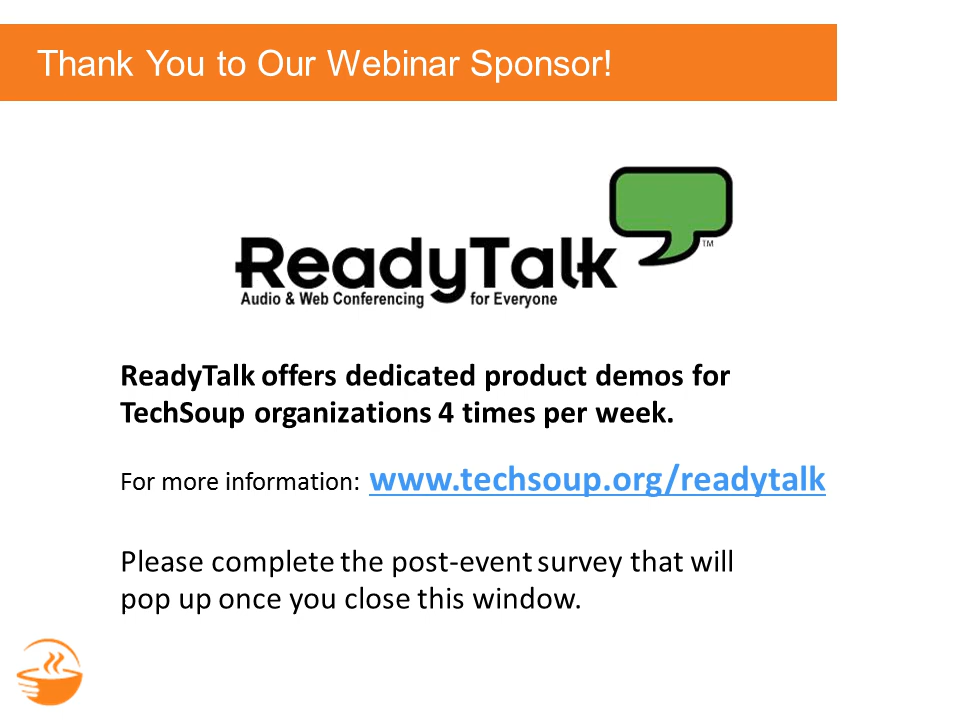 Thank You to Our Webinar Sponsor!
ReadyTalk
TM
Audio & Web Conferencing for Everyone
ReadyTalk offers dedicated product demos for
TechSoup organizations 4 times per week.
For more information: www.techsoup.org/readytalk
Please complete the post-event survey that will
pop up once you close this window.